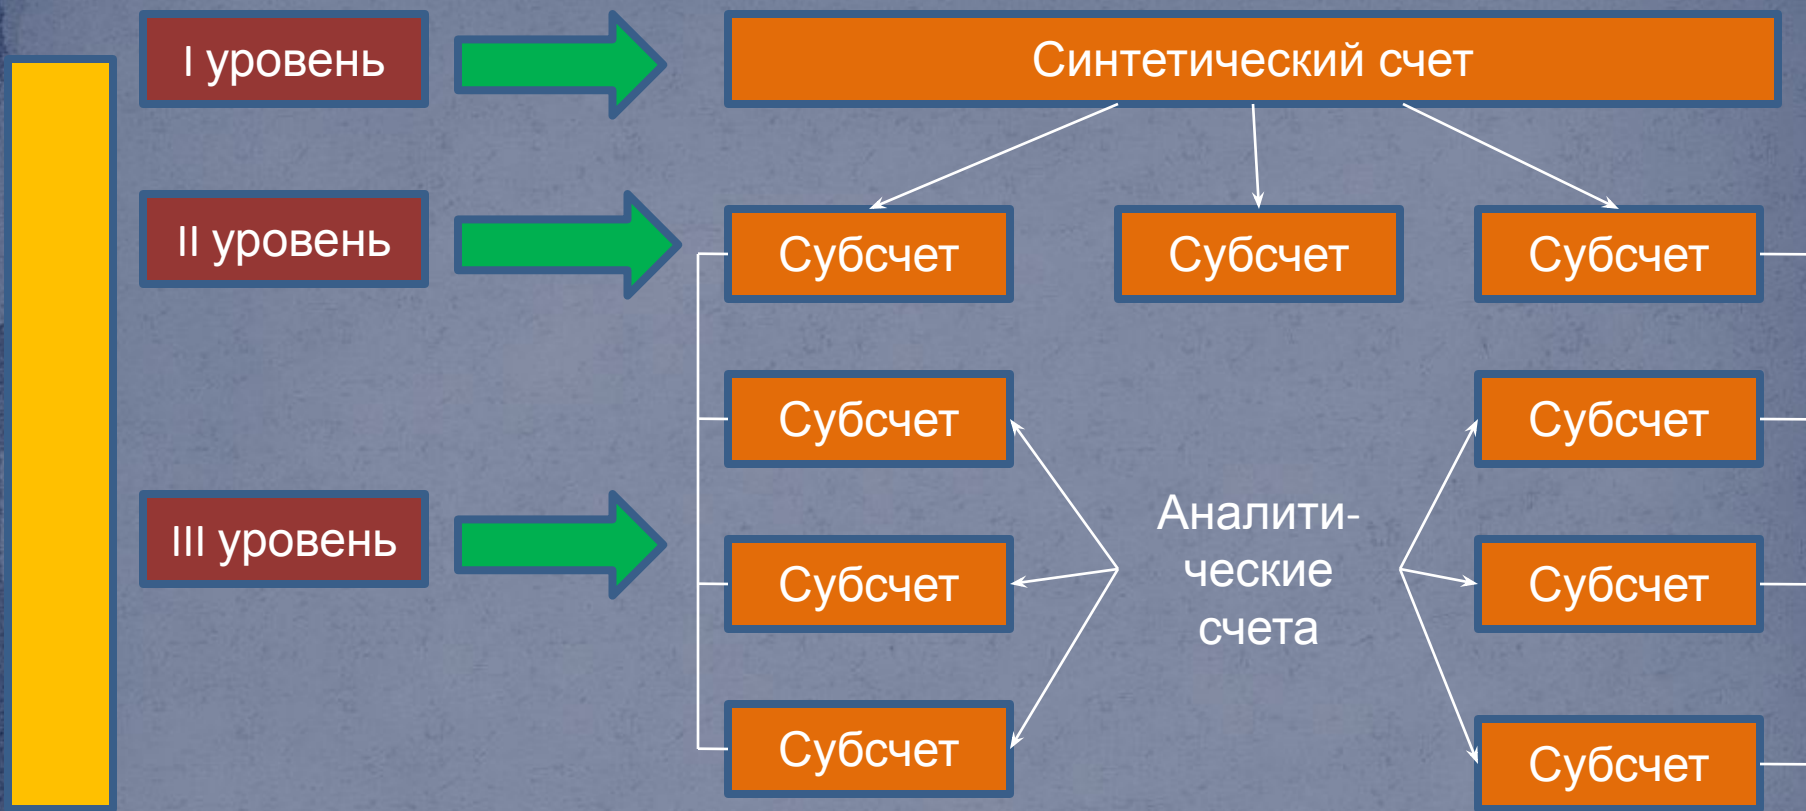 I уровень
Синтетический счет
II уровень
Субсчет
Субсчет
Субсчет
Субсчет
Субсчет
III уровень
Аналити-
ческие
счета
Субсчет
Субсчет
Субсчет
Субсчет